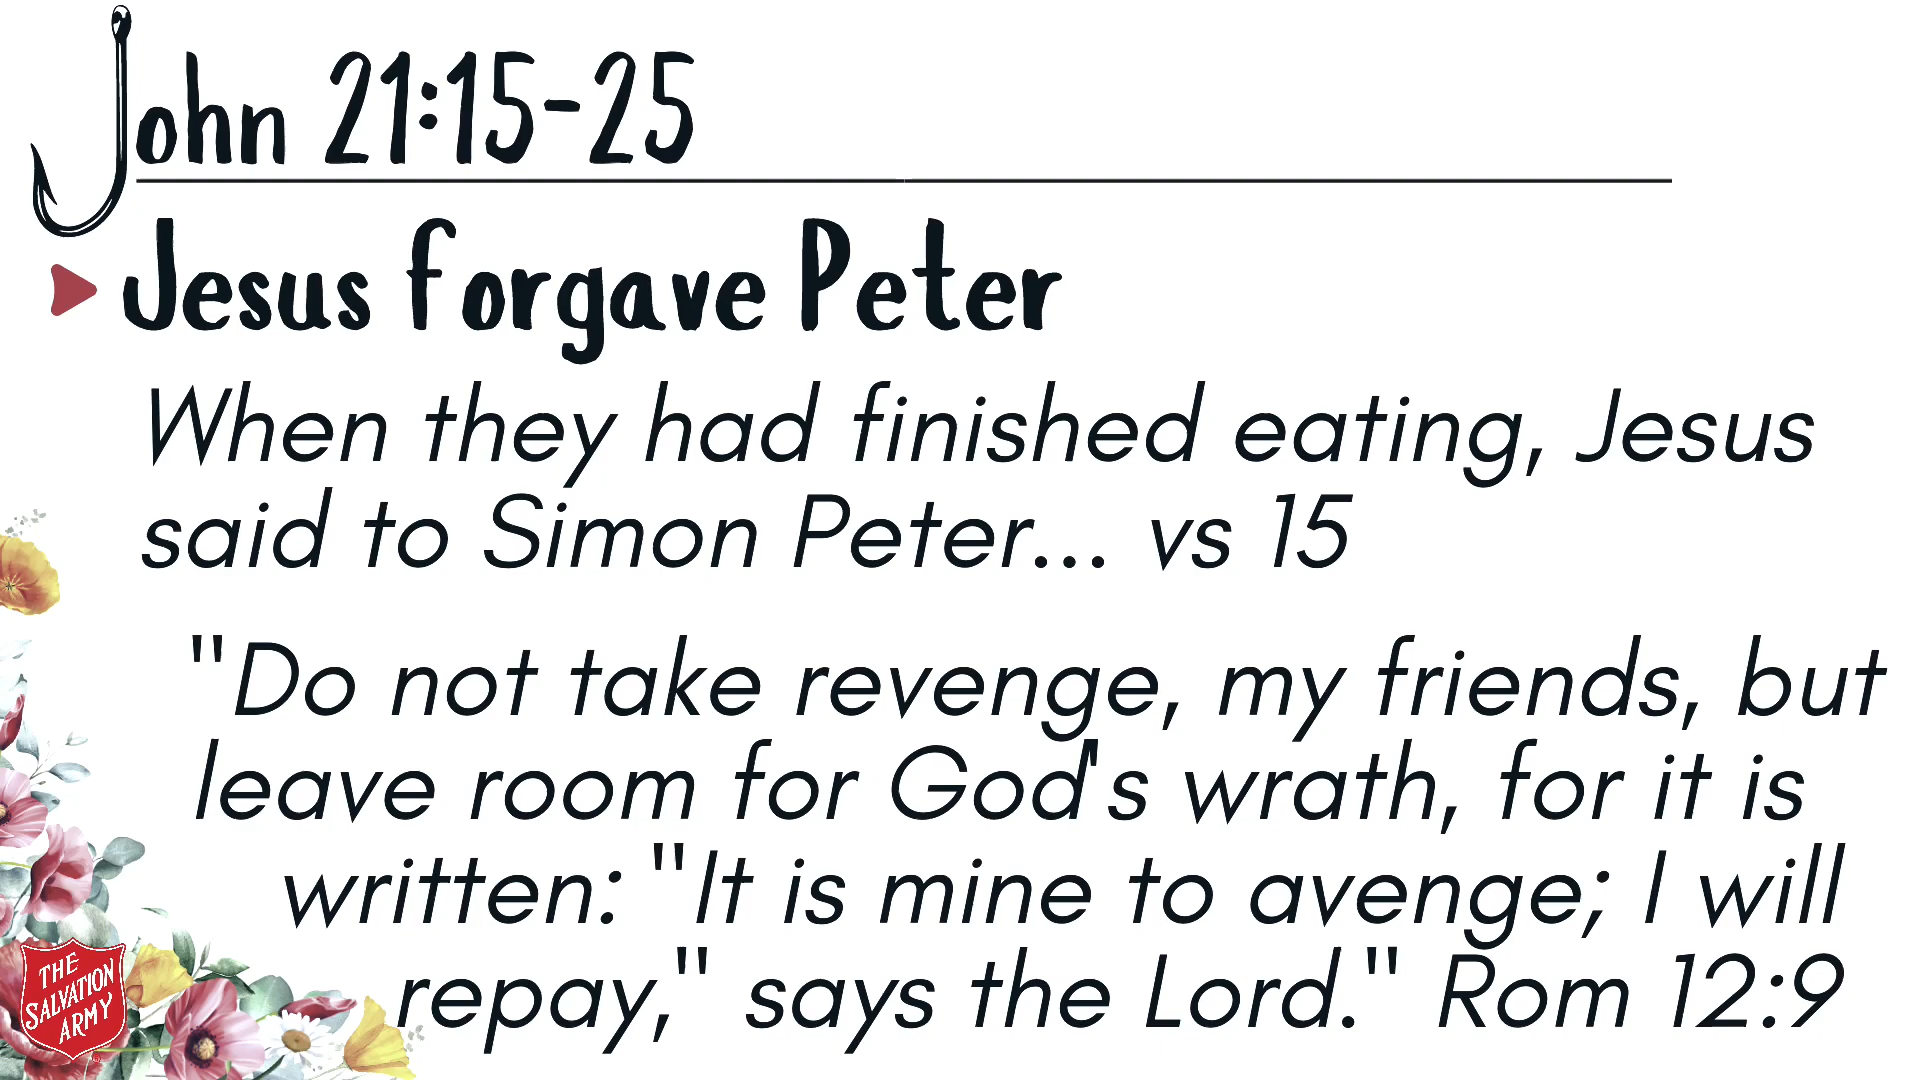 John 21:15-25
Jesus forgave Peter
When they had finished eating, Jesus
said to Simon Peter... vs 15
"Do not take revenge, my friends, but
leave room for God's wrath, for it is
written: "It is mine to avenge; I will
repay," says the Lord." Rom 12:9
THE
SALVATION
ARMY